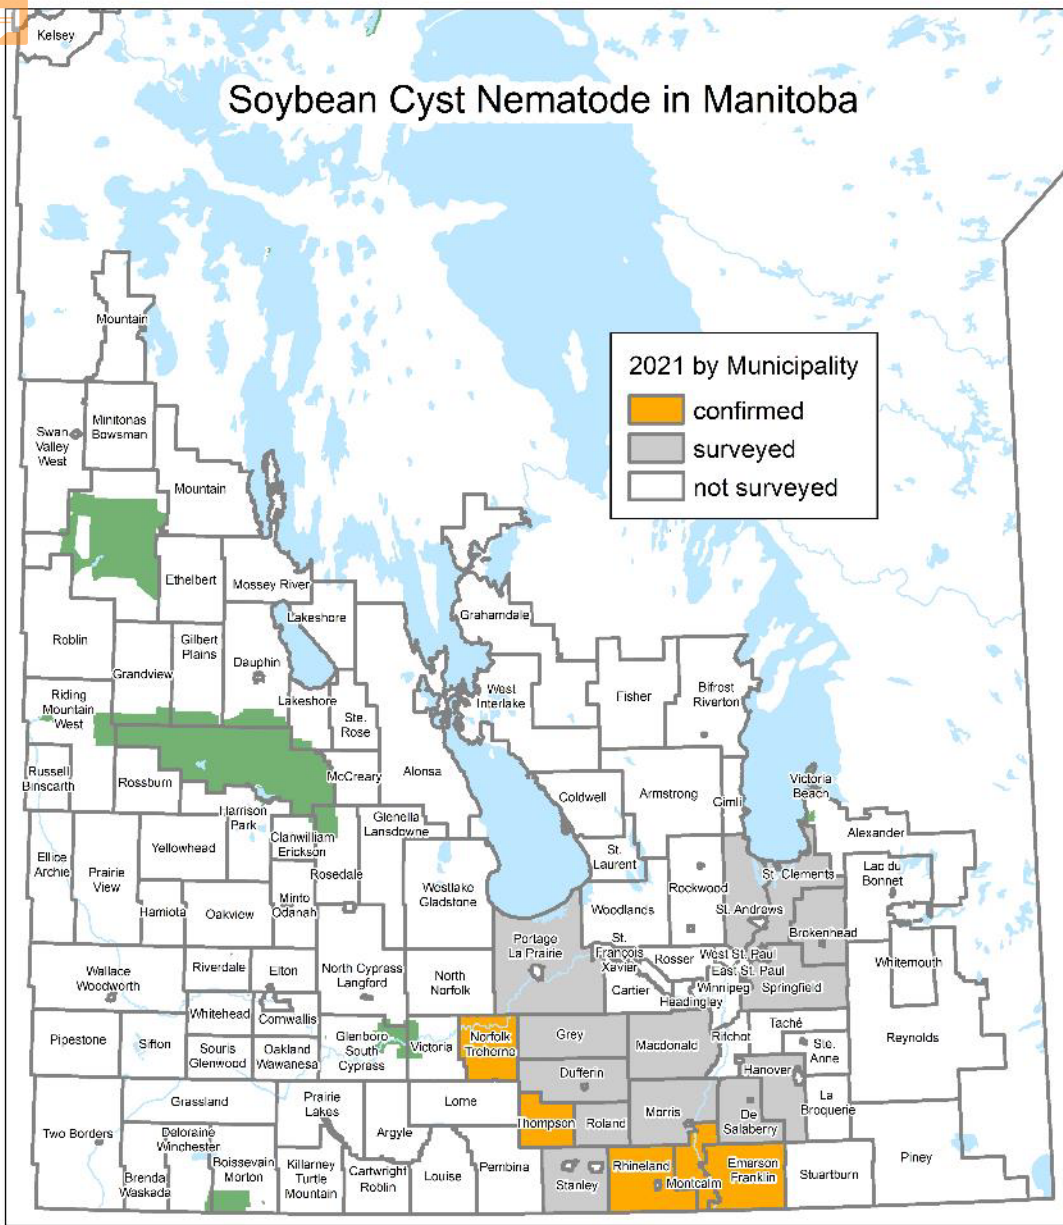 Kelsey
Soybean Cyst Nematode in Manitoba
Mountain
2021 by Municipality
confirmed
surveyed
not surveyed
Minitonas
Bowsman
Swan
Valley
West
Mountain
Ethelbert
Mossey River
Lakeshore
Grahamdale
Roblin
Gilbert
Plains
Grandview
Dauphin
Riding
Mountain
West
Lakeshore
Ste.
Rose
West
Interlake
Fisher
Bifrost
Riverton
Russell
Binscarth
Rossburn
McCreary
Alonsa
Coldwell
Armstrong
Gimli
Victoria
Beach
Harrison
Park
Glenella
Lansdowne
Alexander
Yellowhead
Clanwilliam
Erickson
St.
Laurent
Ellice
Archie
Prairie
View
Rosedale
Westlake
Gladstone
Rockwood
St. Clements
Lac du
Bonnet
Hamiota
Oakview
Minto
Odanah
Woodlands
St. Andrews
Brokenhead
Portage
La Prairie
St.
François
Xavier
Rosser
West St. Paul
East St. Paul
Whitemouth
Wallace
Woodworth
Riverdale
Elton
North Cypress
Langford
North
Norfolk
Cartier
Headingley
Winnipeg
Springfield
Whitehead
Cornwallis
Pipestone
Sifton
Souris
Glenwood
Oakland
Wawanesa
Glenboro
South
Cypress
Victoria
Norfolk
Treherne
Grey
Macdonald
Ritchot
Taché
Ste.
Anne
Reynolds
Dufferin
Hanover
Grassland
Prairie
Lakes
Lorne
Thompson
Roland
Morris
De
Salaberry
La
Broquerie
Two Borders
Deloraine
Winchester
Argyle
Boissevain
Morton
Brenda
Waskada
Killarney
Turtle
Mountain
Cartwright
Roblin
Louise
Pembina
Stanley
Rhineland
Montcalm
Emerson
Franklin
Stuartburn
Piney